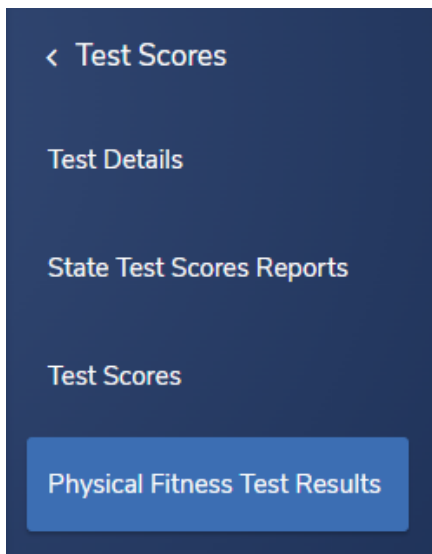 < Test Scores
Test Details
State Test Scores Reports
Test Scores
Physical Fitness Test Results